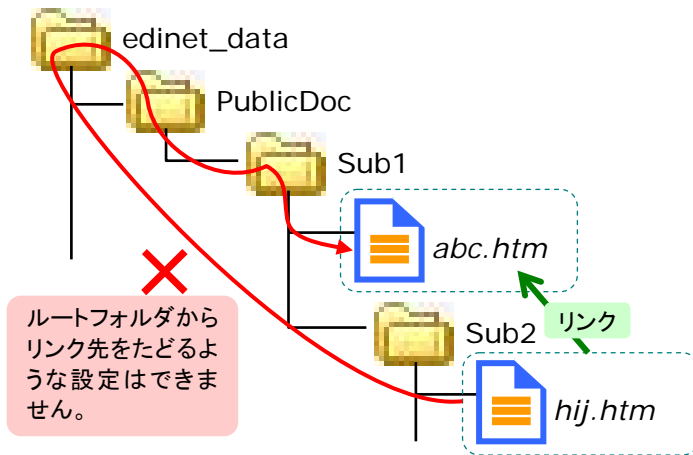 edinet_data
PublicDoc
Sub1
abc.htm
リンク
Sub2
hij.htm
ルートフォルダから
リンク先をたどるよ
うな設定はできま
せん。